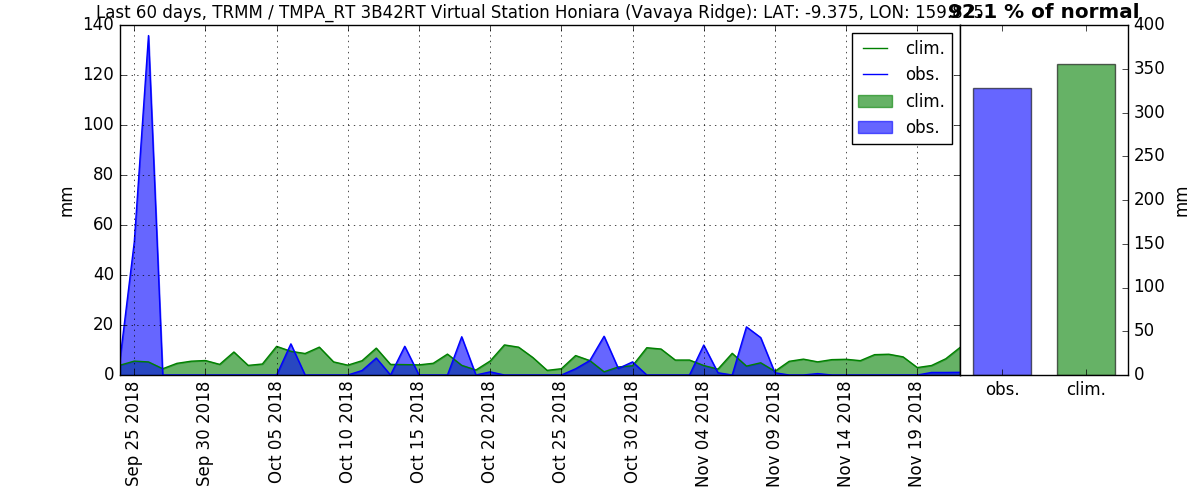 Last 60 days, TRMM / TMPA_RT 3B42RT Virtual Station Honiara (Vavaya Ridge): LAT: -9.375, LON:
92.1 % of normal
140
120
100
80
60
40
20
0
mm
clim.
obs.
clim.
obs.
400
350
300
250
200
150
100
50
0
mm
Sep 25 2018
Sep 30 2018
Oct 05 2018
Oct 10 2018
Oct 15 2018
Oct 20 2018
Oct 25 2018
Oct 30 2018
Nov 04 2018
Nov 09 2018
Nov 14 2018
Nov 19 2018
obs.
clim.